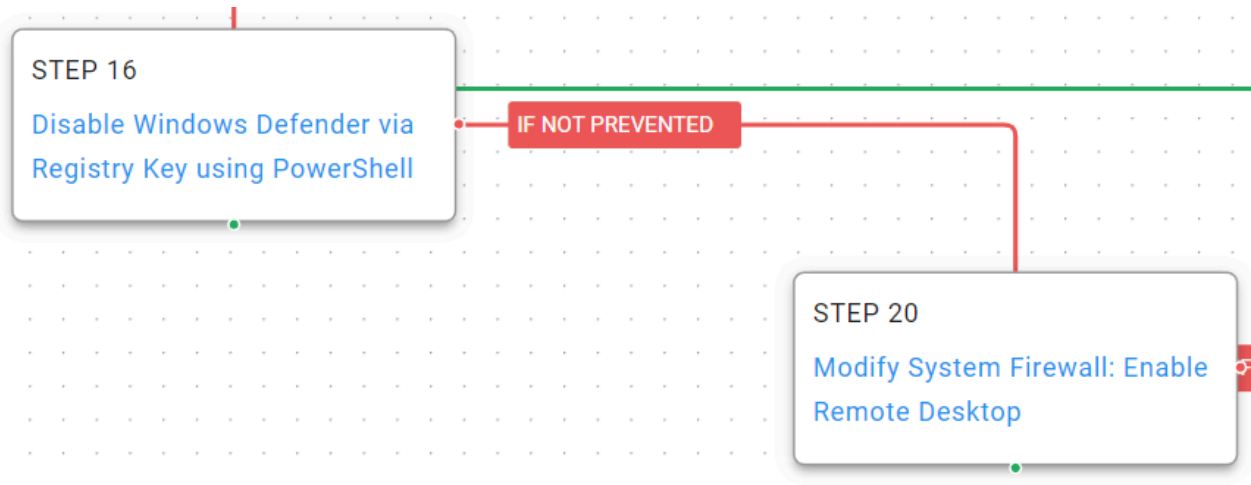 STEP 16
Disable Windows Defender via
Registry Key using PowerShell
IF NOT PREVENTED
STEP 20
Modify System Firewall: Enable
Remote Desktop